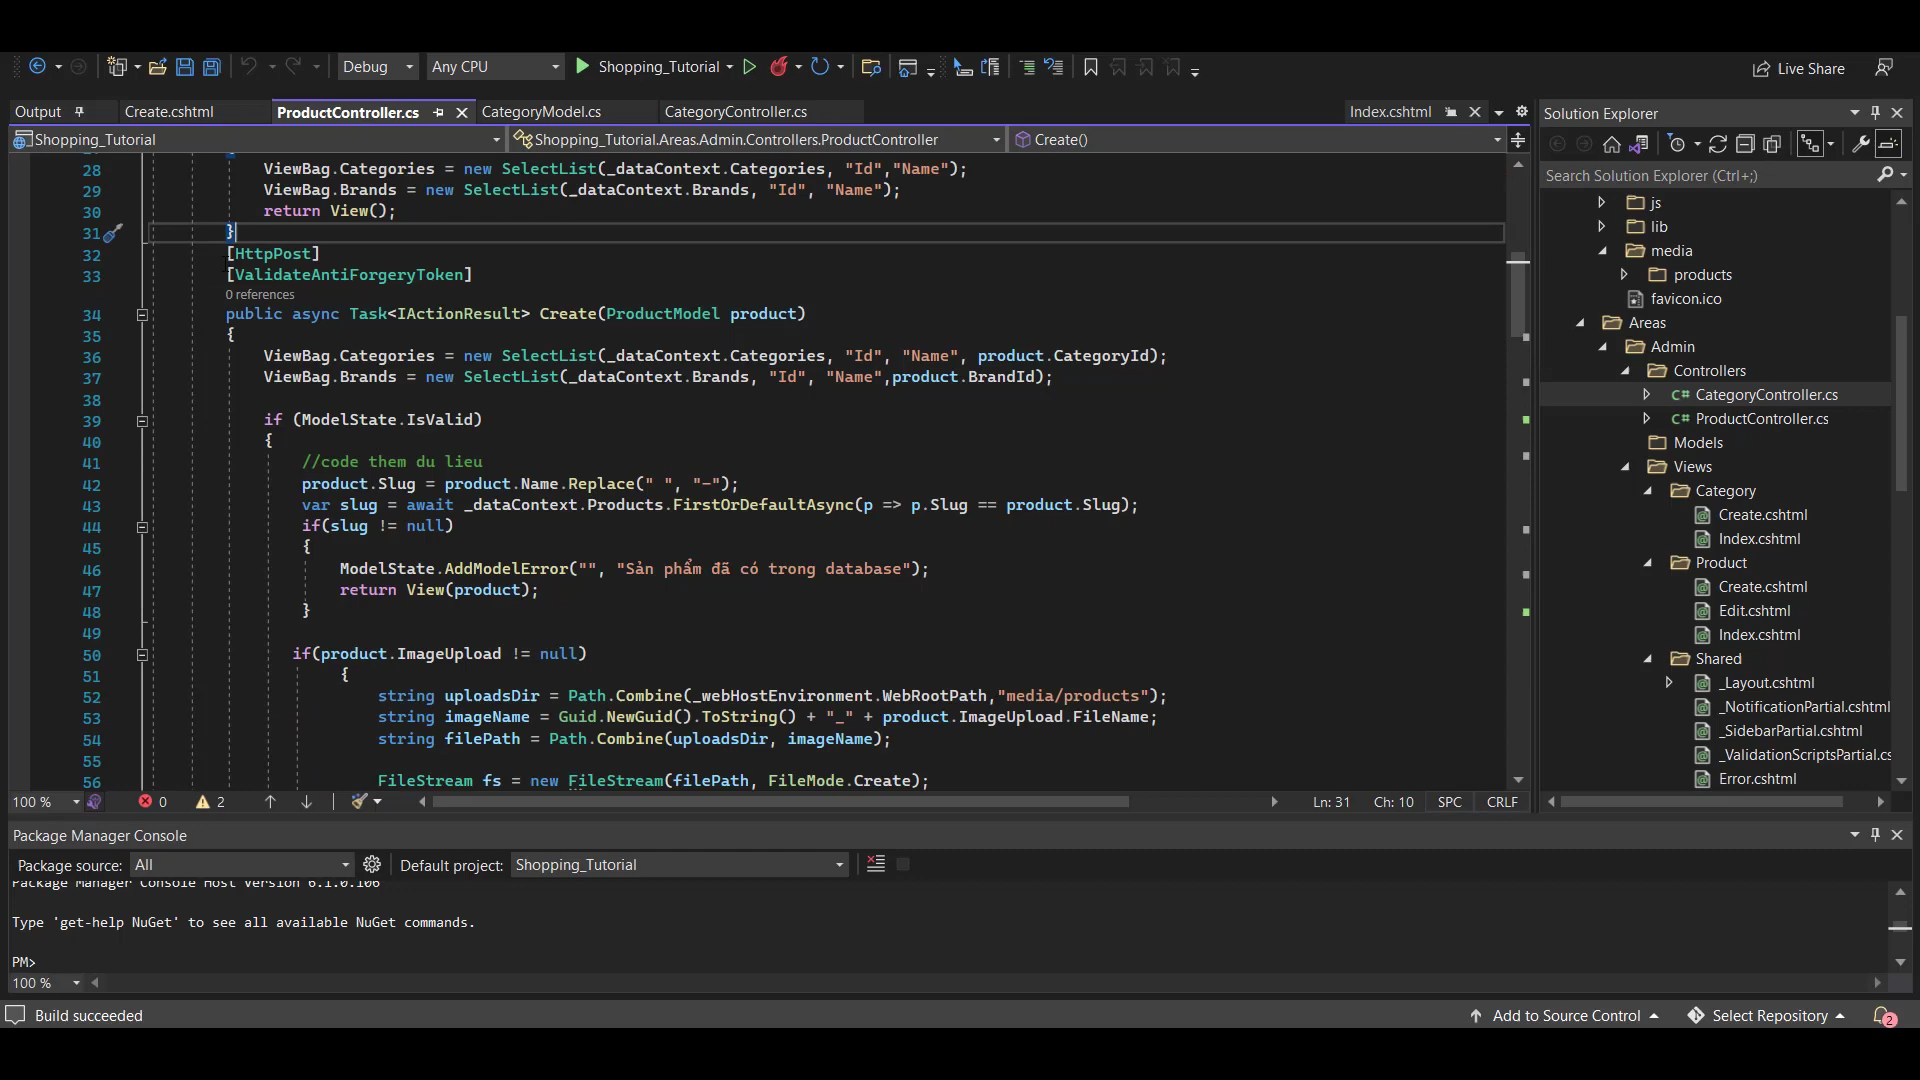 Debug
Any CPU
Shopping_Tutorial
Live Share
Output
Create.cshtml
ProductController.cs
CategoryModel.cs
CategoryController.cs
Index.cshtml
Shopping_Tutorial
Shopping_Tutorial.Areas.Admin.Controllers.ProductController
Create()
28 ViewBag.Categories = new SelectList(_dataContext.Categories, "Id","Name");
29 ViewBag.Brands = new SelectList(_dataContext.Brands, "Id", "Name");
30 return View();
31 }
32 [HttpPost]
33 [ValidateAntiForgeryToken]
0 references
34 public async Task<IActionResult> Create(ProductModel product)
35 {
36 ViewBag.Categories = new SelectList(_dataContext.Categories, "Id", "Name", product.CategoryId);
37 ViewBag.Brands = new SelectList(_dataContext.Brands, "Id", "Name",product.BrandId);
38
39 if (ModelState.IsValid)
40 {
41 //code them du lieu
42 product.Slug = product.Name.Replace(" ", "-");
43 var slug = await _dataContext.Products.FirstOrDefaultAsync(p => p.Slug == product.Slug);
44 if(slug != null)
45 {
46 ModelState.AddModelError("", "Sản phẩm đã có trong database");
47 return View(product);
48 }
49
50 if(product.ImageUpload != null)
51 {
52 string uploadsDir = Path.Combine(_webHostEnvironment.WebRootPath,"media/products");
53 string imageName = Guid.NewGuid().ToString() + "_" + product.ImageUpload.FileName;
54 string filePath = Path.Combine(uploadsDir, imageName);
55
56 FileStream fs = new FileStream(filePath, FileMode.Create);
100 %
0
2
Ln: 31
Ch: 10
SPC
CRLF
Solution Explorer
Search Solution Explorer (Ctrl+;)
js
lib
media
products
favicon.ico
Areas
Admin
Controllers
C# CategoryController.cs
C# ProductController.cs
Models
Views
Category
Create.cshtml
Index.cshtml
Product
Create.cshtml
Edit.cshtml
Index.cshtml
Shared
_Layout.cshtml
_NotificationPartial.cshtml
_SidebarPartial.cshtml
_ValidationScriptsPartial.cs
Error.cshtml
Package Manager Console
Package source: All
Default project: Shopping_Tutorial
Package Manager Console Host Version 6.1.0.106
Type 'get-help NuGet' to see all available NuGet commands.
PM>
100 %
Build succeeded
Add to Source Control
Select Repository
2